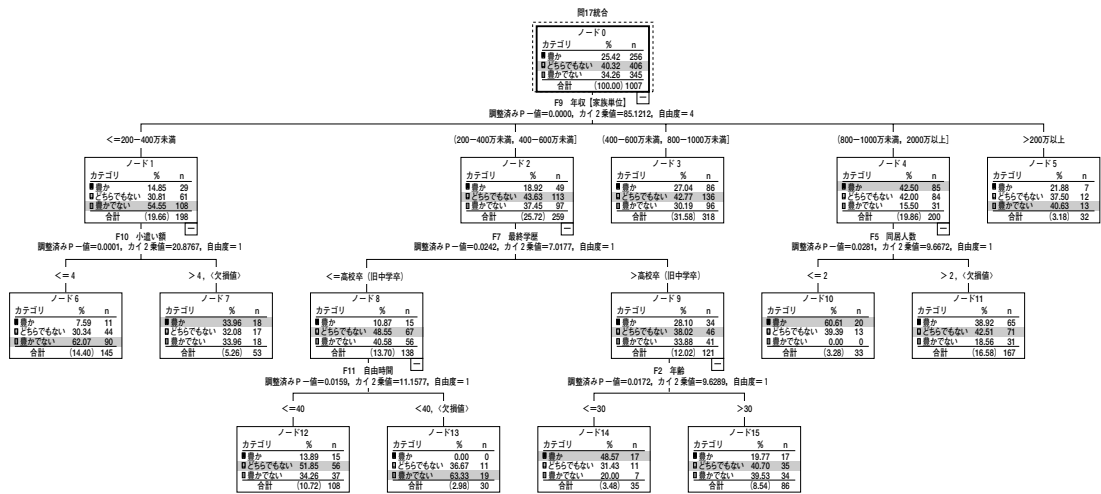 問17統合
ノード0
カテゴリ % n
豊か 25.42 256
どちらでもない 40.32 406
豊かでない 34.26 345
合計 (100.00) 1007
F9 年収【家族単位】
調整済みP-値=0.0000, カイ2乗値=85.1212, 自由度=4
<=200-400万未満
(200-400万未満, 400-600万未満]
(400-600万未満, 800-1000万未満]
(800-1000万未満, 2000万以上]
>200万以上
ノード1
カテゴリ % n
豊か 14.85 29
どちらでもない 30.81 61
豊かでない 54.55 108
合計 (19.66) 198
ノード2
カテゴリ % n
豊か 18.92 49
どちらでもない 43.63 113
豊かでない 37.45 97
合計 (25.72) 259
ノード3
カテゴリ % n
豊か 27.04 86
どちらでもない 42.77 136
豊かでない 30.19 96
合計 (31.58) 318
ノード4
カテゴリ % n
豊か 42.50 85
どちらでもない 42.00 84
豊かでない 15.50 31
合計 (19.86) 200
ノード5
カテゴリ % n
豊か 21.88 7
どちらでもない 37.50 12
豊かでない 40.63 13
合計 (3.18) 32
F10 小遣い額
調整済みP-値=0.0001, カイ2乗値=20.8767, 自由度=1
F7 最終学歴
調整済みP-値=0.0242, カイ2乗値=7.0177, 自由度=1
F5 同居人数
調整済みP-値=0.0281, カイ2乗値=9.6672, 自由度=1
<=4
>4, 〈欠損値〉
<=高校卒(旧中学卒)
>高校卒(旧中学卒)
<=2
>2, 〈欠損値〉
ノード6
カテゴリ % n
豊か 7.59 11
どちらでもない 30.34 44
豊かでない 62.07 90
合計 (14.40) 145
ノード7
カテゴリ % n
豊か 33.96 18
どちらでもない 32.08 17
豊かでない 33.96 18
合計 (5.26) 53
ノード8
カテゴリ % n
豊か 10.87 15
どちらでもない 48.55 67
豊かでない 40.58 56
合計 (13.70) 138
ノード9
カテゴリ % n
豊か 28.10 34
どちらでもない 38.02 46
豊かでない 33.88 41
合計 (12.02) 121
ノード10
カテゴリ % n
豊か 60.61 20
どちらでもない 39.39 13
豊かでない 0.00 0
合計 (3.28) 33
ノード11
カテゴリ % n
豊か 38.92 65
どちらでもない 42.51 71
豊かでない 18.56 31
合計 (16.58) 167
F11 自由時間
調整済みP-値=0.0159, カイ2乗値=11.1577, 自由度=1
F2 年齢
調整済みP-値=0.0172, カイ2乗値=9.6289, 自由度=1
<=40
<40, 〈欠損値〉
<=30
>30
ノード12
カテゴリ % n
豊か 13.89 15
どちらでもない 51.85 56
豊かでない 34.26 37
合計 (10.72) 108
ノード13
カテゴリ % n
豊か 0.00 0
どちらでもない 36.67 11
豊かでない 63.33 19
合計 (2.98) 30
ノード14
カテゴリ % n
豊か 48.57 17
どちらでもない 31.43 11
豊かでない 20.00 7
合計 (3.48) 35
ノード15
カテゴリ % n
豊か 19.77 17
どちらでもない 40.70 35
豊かでない 39.53 34
合計 (8.54) 86